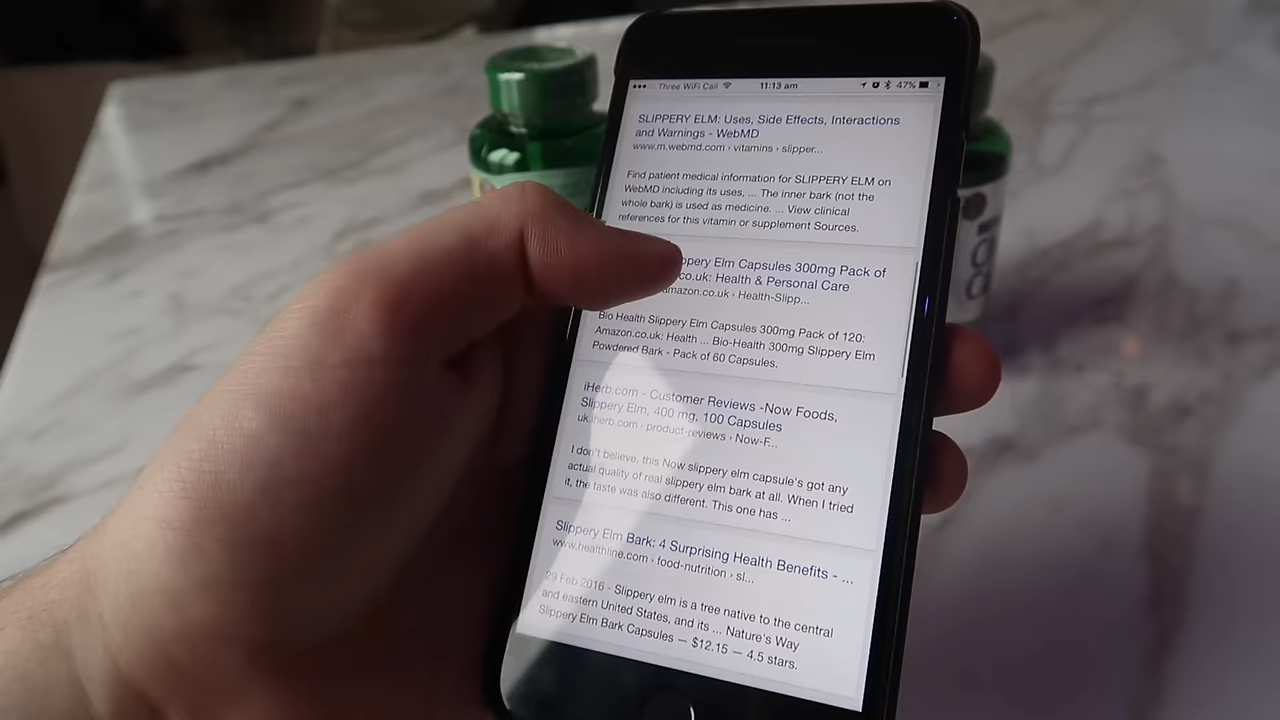 Three WiFi Call 11:13 am 47%
SLIPPERY ELM: Uses, Side Effects, Interactions
and Warnings - WebMD
www.m.webmd.com › vitamins › slipper...
Find patient medical information for SLIPPERY ELM on
WebMD including its uses, ... The inner bark (not the
whole bark) is used as medicine. ... View clinical
references for this vitamin or supplement Sources.
ppery Elm Capsules 300mg Pack of
co.uk: Health & Personal Care
amazon.co.uk › Health-Slipp...
Bio Health Slippery Elm Capsules 300mg Pack of 120:
Amazon.co.uk: Health ... Bio-Health 300mg Slippery Elm
Powdered Bark - Pack of 60 Capsules.
iHerb.com - Customer Reviews -Now Foods,
Slippery Elm, 400 mg, 100 Capsules
uk.iherb.com › product-reviews › Now-F...
I don't believe, this Now slippery elm capsule's got any
actual quality of real slippery elm bark at all. When I tried
it, the taste was also different. This one has ...
Slippery Elm Bark: 4 Surprising Health Benefits - ...
www.healthline.com › food-nutrition › sl...
29 Feb 2016 - Slippery elm is a tree native to the central
and eastern United States, and its ... Nature's Way
Slippery Elm Bark Capsules — $12.15 — 4.5 stars.